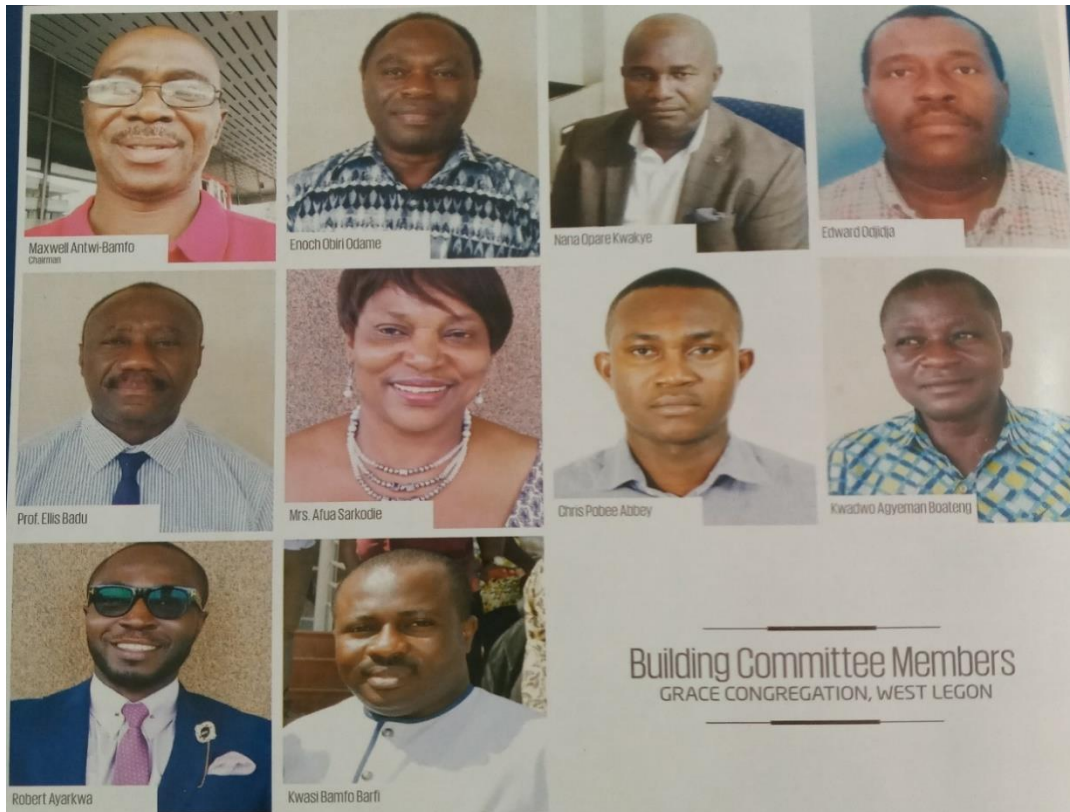 Maxwell Antwi-Bamfo
Chairman
Enoch Obiri Odame
Nana Opare Kwakye
Edward Odjidja
Prof. Ellis Badu
Mrs. Afua Sarkodie
Chris Pobee Abbey
Kwadwo Agyeman Boateng
Robert Ayarkwa
Kwasi Bamfo Barfi
Building Committee Members
GRACE CONGREGATION, WEST LEGON